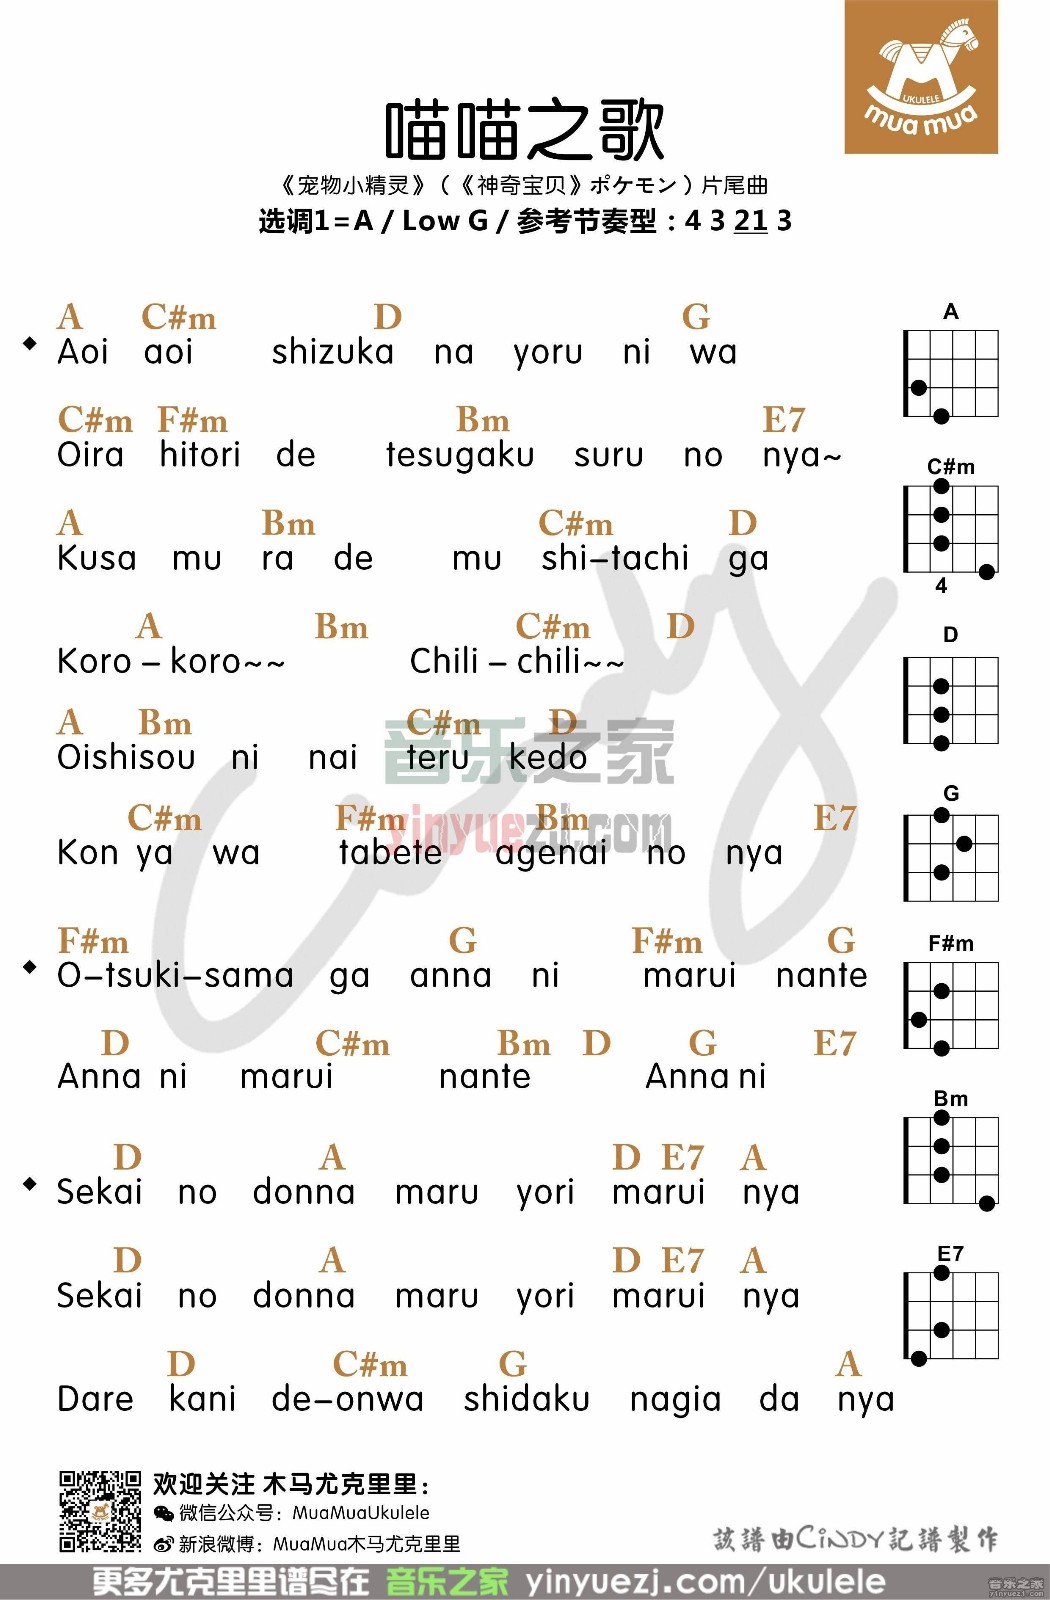 UKULELE
mua mua
喵喵之歌
《宠物小精灵》(《神奇宝贝》ポケモン)片尾曲
选调1=A / Low G / 参考节奏型：4 3 21 3
A C#m D G
Aoi aoi shizuka na yoru ni wa
C#m F#m Bm E7
Oira hitori de tesugaku suru no nya~
A Bm C#m D
Kusa mu ra de mu shi-tachi ga
A Bm C#m D
Koro - koro~~ Chili - chili~~
A Bm C#m D
Oishisou ni nai teru kedo
C#m F#m Bm E7
Kon ya wa tabete agenai no nya
F#m G F#m G
O-tsuki-sama ga anna ni marui nante
D C#m Bm D G E7
Anna ni marui nante Anna ni
D A D E7 A
Sekai no donna maru yori marui nya
D A D E7 A
Sekai no donna maru yori marui nya
D C#m G A
Dare kani de-onwa shidaku nagia da nya
A
C#m
4
D
G
F#m
Bm
E7
Cindy
音乐之家
yinyuezj.com
欢迎关注 木马尤克里里：
微信公众号：MuaMuaUkulele
新浪微博：MuaMua木马尤克里里
该譜由CiNDY記譜製作
更多尤克里里谱尽在 音乐之家 yinyuezj.com/ukulele
音乐之家
yinyuezj.com